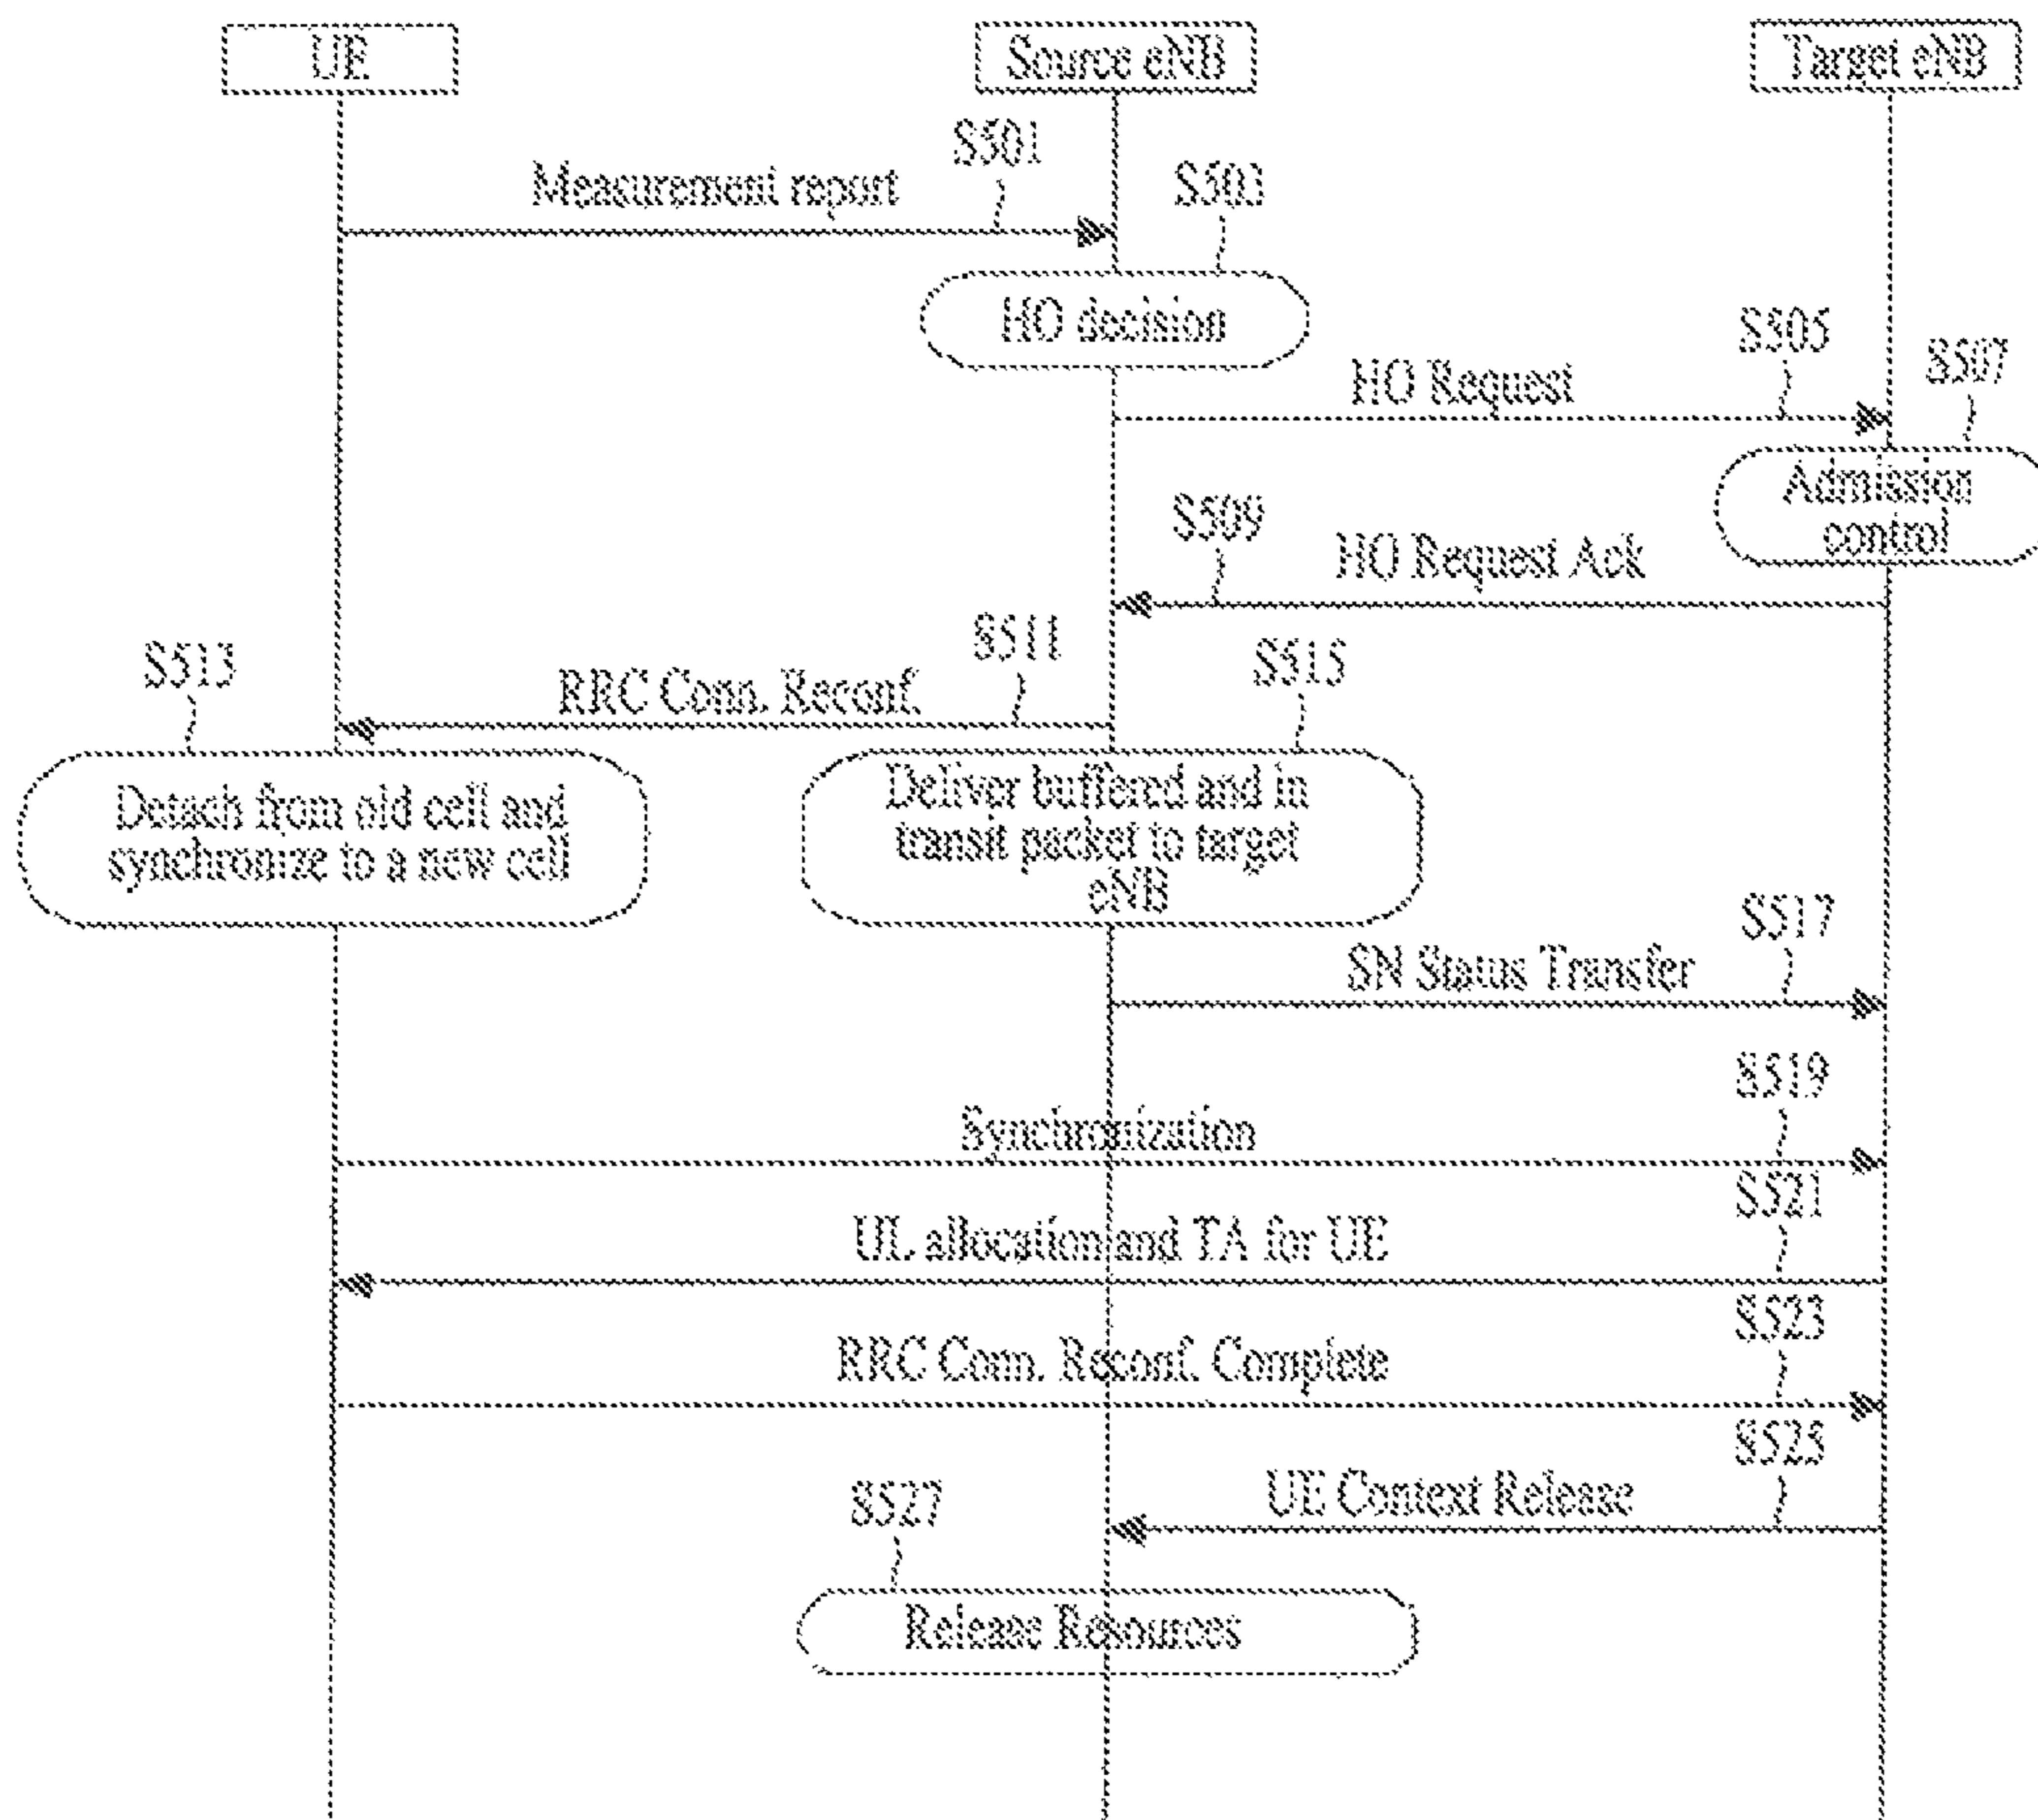 UE
Source eNB
Target eNB
S501
Measurement report
S503
HO decision
S505
HO Request
S507
Admission
control
S509
HO Request Ack
S511
RRC Conn. Reconf.
S513
S515
Detach from old cell and
synchronize to a new cell
Deliver buffered and in
transit packet to target
eNB
S517
SN Status Transfer
S519
Synchronization
S521
UL allocation and TA for UE
S523
RRC Conn. Reconf. Complete
S525
UE Context Release
S527
Release Resources